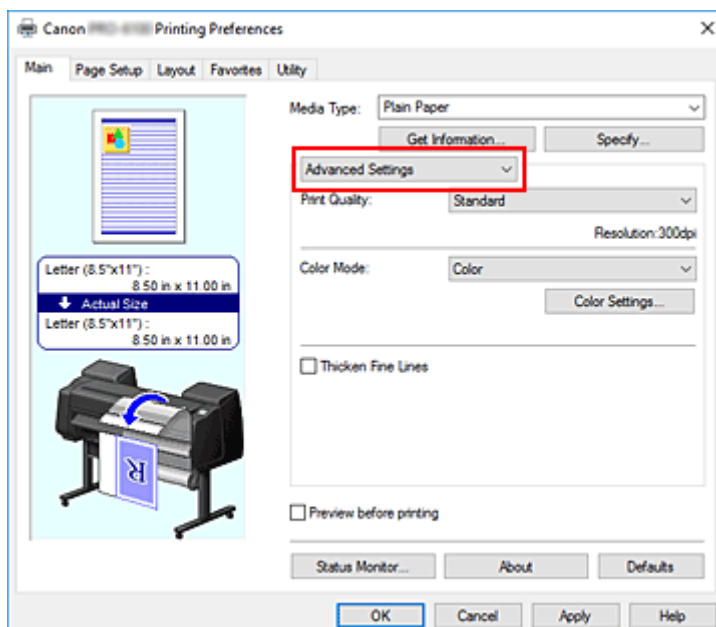 Canon Printing Preferences
Main Page Setup Layout Favorites Utility
Media Type: Plain Paper
Get Information... Specify...
Advanced Settings
Print Quality: Standard
Resolution:300dpi
Color Mode: Color
Color Settings...
Thicken Fine Lines
Letter (8.5"x11") :
8.50 in x 11.00 in
Actual Size
Letter (8.5"x11") :
8.50 in x 11.00 in
R
Preview before printing
Status Monitor... About Defaults
OK Cancel Apply Help